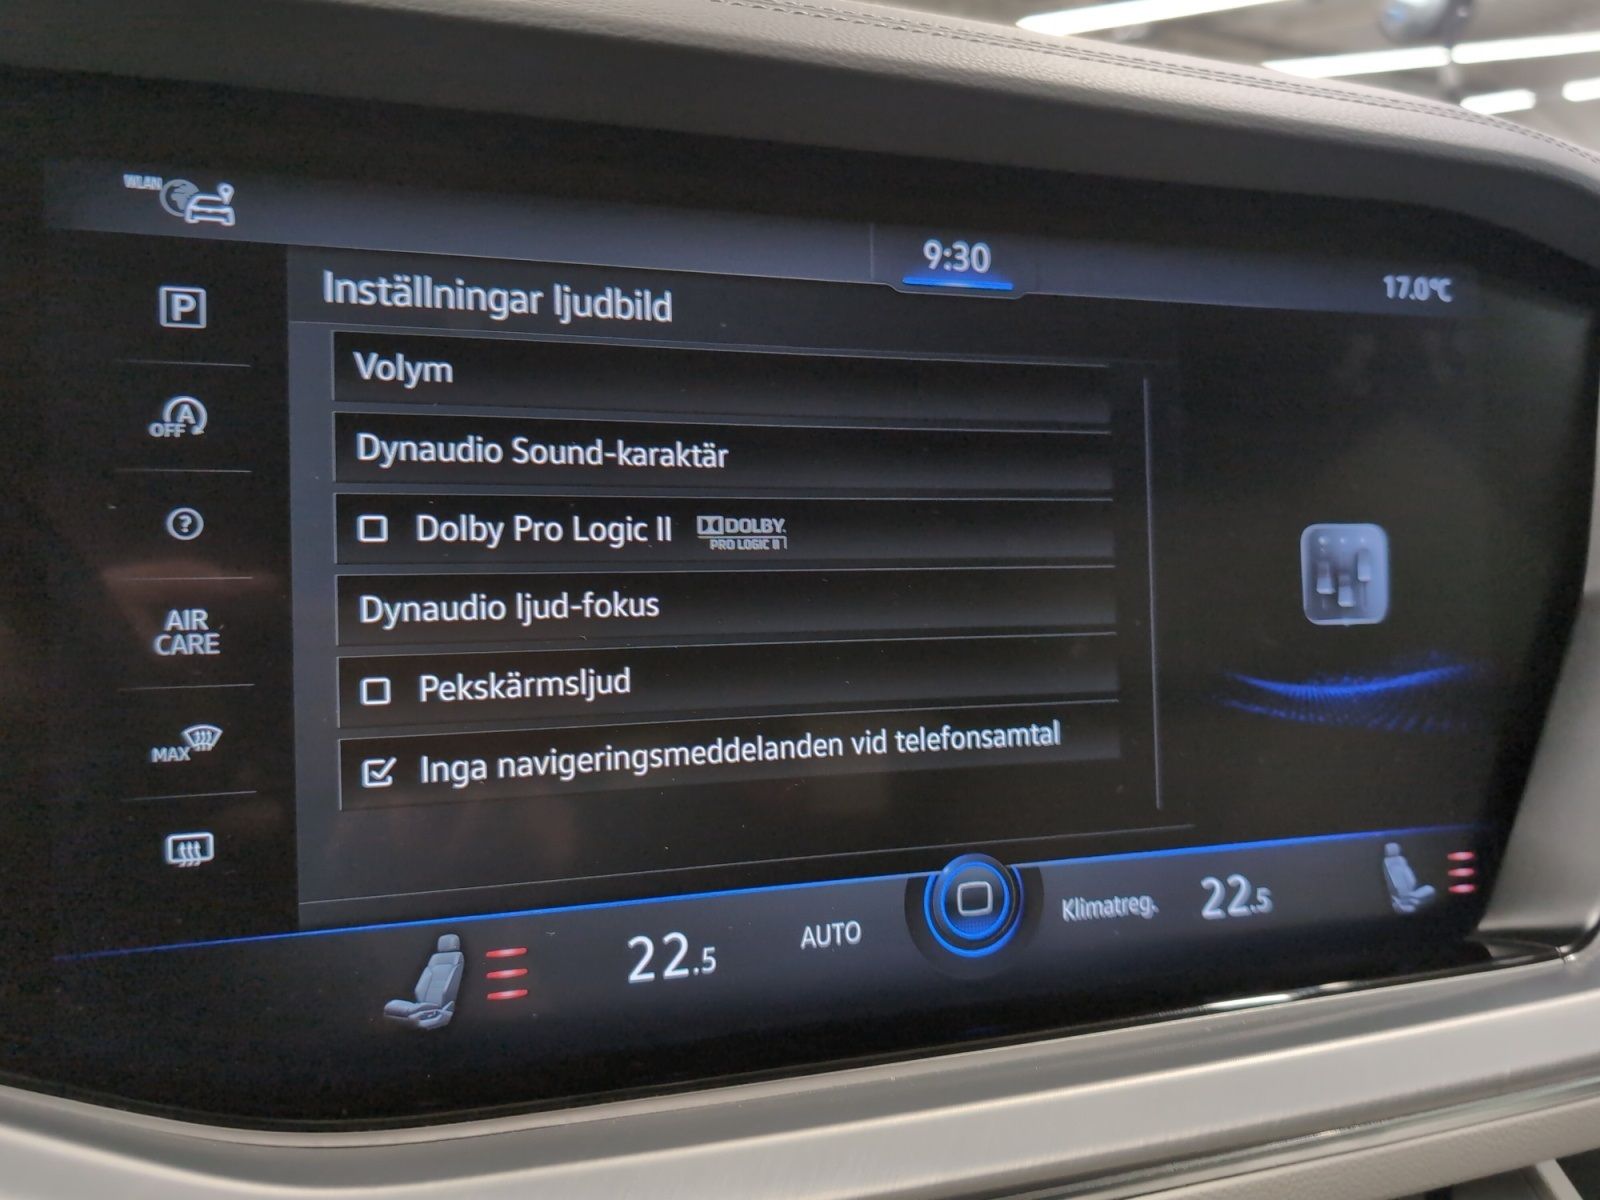 WLAN
9:30
17.0°C
P
Inställningar ljudbild
Volym
A
OFF
Dynaudio Sound-karaktär
?
Dolby Pro Logic II DOLBY
PRO LOGIC II
Dynaudio ljud-fokus
AIR
CARE
Pekskärmsljud
MAX
Inga navigeringsmeddelanden vid telefonsamtal
22.5
AUTO
Klimatreg.
22.5